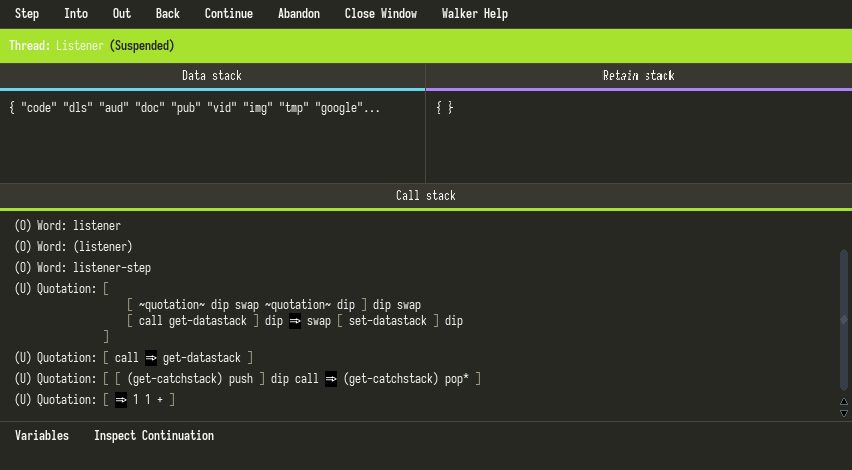 Step Into Out Back Continue Abandon Close Window Walker Help
Thread: Listener (Suspended)
Data stack Retain stack
{ "code" "dls" "aud" "doc" "pub" "vid" "img" "tmp" "google"... { }
Call stack
(O) Word: listener
(O) Word: (listener)
(O) Word: listener-step
(U) Quotation: [
[ ~quotation~ dip swap ~quotation~ dip ] dip swap
[ call get-datastack ] dip => swap [ set-datastack ] dip
]
(U) Quotation: [ call => get-datastack ]
(U) Quotation: [ [ (get-catchstack) push ] dip call => (get-catchstack) pop* ]
(U) Quotation: [ => 1 1 + ]
Variables Inspect Continuation